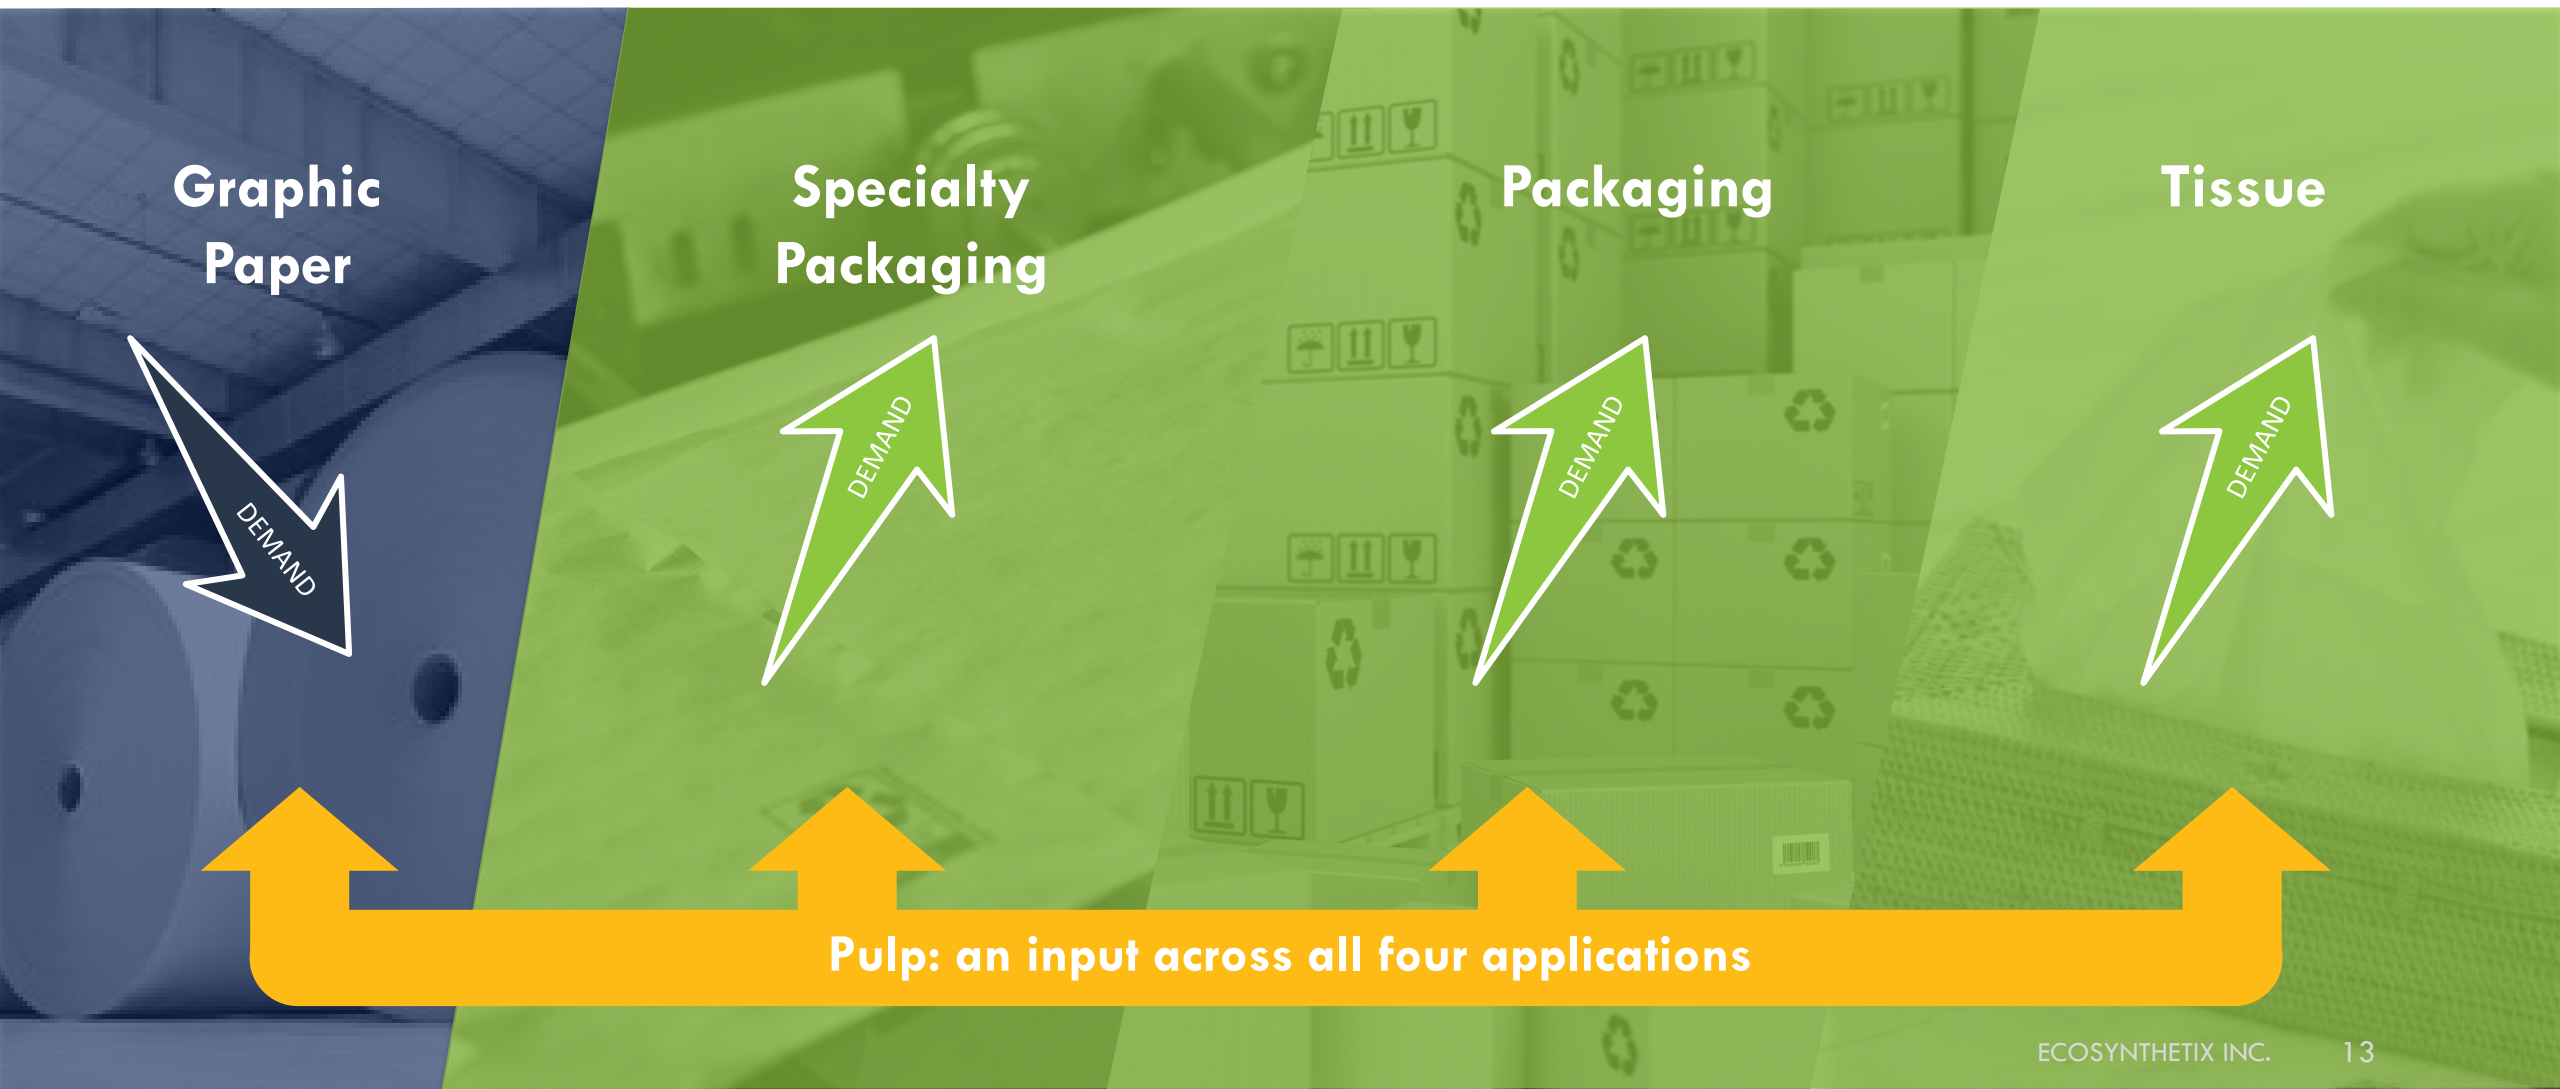 Graphic
Paper
Specialty
Packaging
Packaging
Tissue
DEMAND
DEMAND
DEMAND
DEMAND
Pulp: an input across all four applications
ECOSYNTHETIX INC. 13